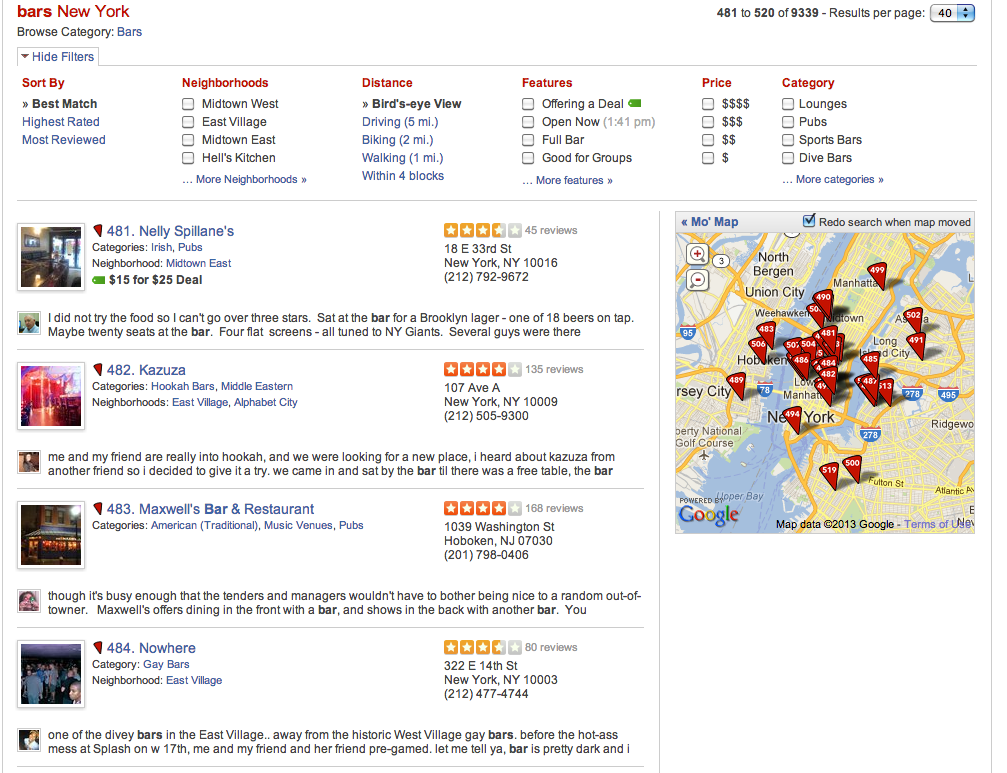 bars New York
481 to 520 of 9339 - Results per page: 40
Browse Category: Bars
Hide Filters
Sort By
» Best Match
Highest Rated
Most Reviewed
Neighborhoods
Midtown West
East Village
Midtown East
Hell's Kitchen
... More Neighborhoods »
Distance
» Bird's-eye View
Driving (5 mi.)
Biking (2 mi.)
Walking (1 mi.)
Within 4 blocks
Features
Offering a Deal
Open Now (1:41 pm)
Full Bar
Good for Groups
... More features »
Price
$$$$
$$$
$$
$
Category
Lounges
Pubs
Sports Bars
Dive Bars
... More categories »
481. Nelly Spillane's
Categories: Irish, Pubs
Neighborhood: Midtown East
$15 for $25 Deal
45 reviews
18 E 33rd St
New York, NY 10016
(212) 792-9672
I did not try the food so I can't go over three stars. Sat at the bar for a Brooklyn lager - one of 18 beers on tap.
Maybe twenty seats at the bar. Four flat screens - all tuned to NY Giants. Several guys were there
482. Kazuza
Categories: Hookah Bars, Middle Eastern
Neighborhoods: East Village, Alphabet City
135 reviews
107 Ave A
New York, NY 10009
(212) 505-9300
me and my friend are really into hookah, and we were looking for a new place, i heard about kazuza from
another friend so i decided to give it a try. we came in and sat by the bar til there was a free table, the bar
483. Maxwell's Bar & Restaurant
Categories: American (Traditional), Music Venues, Pubs
168 reviews
1039 Washington St
Hoboken, NJ 07030
(201) 798-0406
though it's busy enough that the tenders and managers wouldn't have to bother being nice to a random out-of-
towner. Maxwell's offers dining in the front with a bar, and shows in the back with another bar. You
484. Nowhere
Category: Gay Bars
Neighborhood: East Village
80 reviews
322 E 14th St
New York, NY 10003
(212) 477-4744
one of the divey bars in the East Village.. away from the historic West Village gay bars. before the hot-ass
mess at Splash on w 17th, me and my friend and her friend pre-gamed. let me tell ya, bar is pretty dark and i
« Mo' Map
Redo search when map moved
3
North
Bergen
Union City
Weehawken
Manhatta
499
490
502
491
95
483
506
504
481
486
484
482
485
Long
City
Hoboken
489
78
rsey City
Manhat
494
New York
487
513
278
495
278
Ridgewo
berty National
Golf Course
519
500
Fulton St
Atlantic Av
Upper Bay
POWERED BY
Google
Map data ©2013 Google - Terms of Use